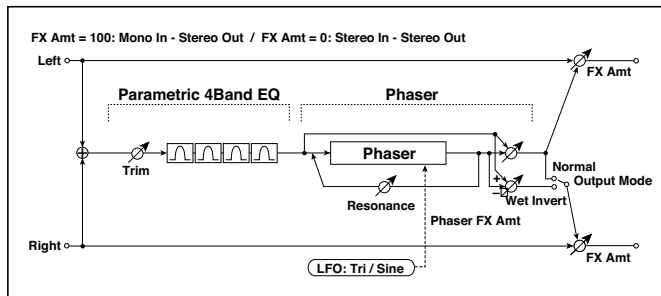 FX Amt = 100: Mono In - Stereo Out / FX Amt = 0: Stereo In - Stereo Out
Left
FX Amt
Parametric 4Band EQ
Phaser
Trim
Phaser
Resonance
+
−
Normal
Output Mode
Wet Invert
Phaser FX Amt
Right
FX Amt
LFO: Tri / Sine